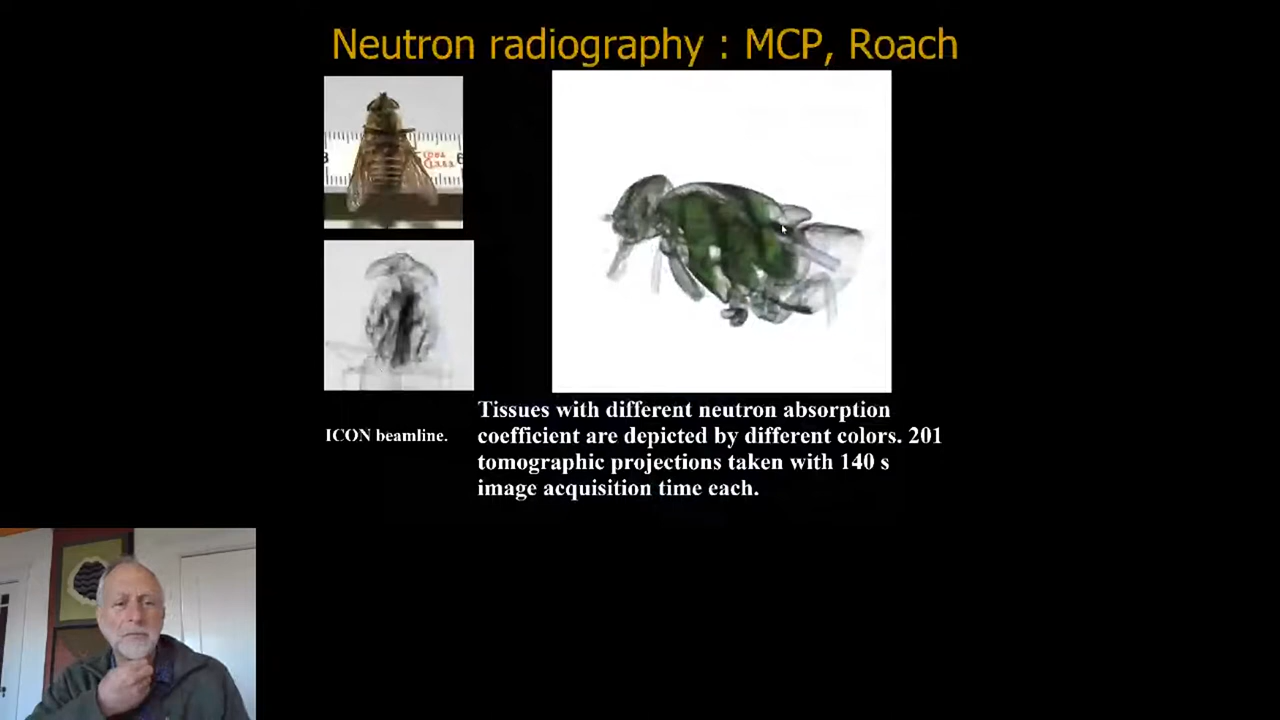 Neutron radiography : MCP, Roach
Tissues with different neutron absorption
coefficient are depicted by different colors. 201
tomographic projections taken with 140 s
image acquisition time each.
ICON beamline.